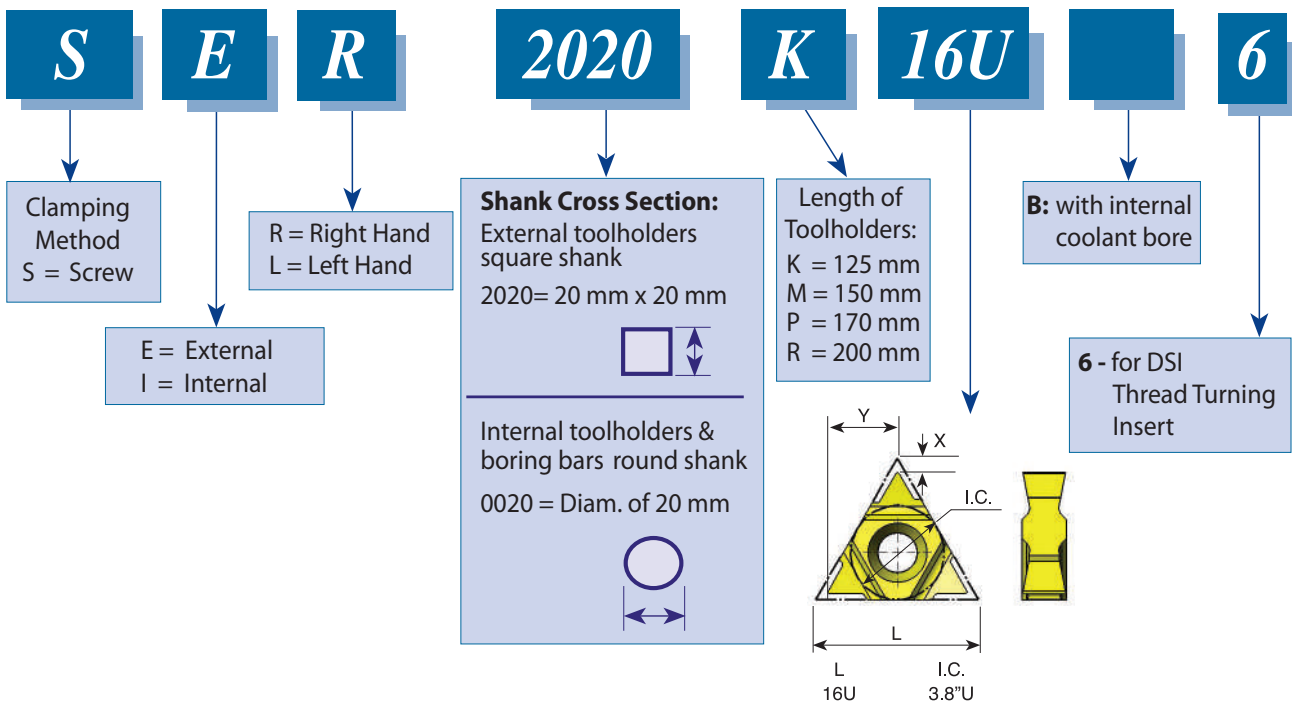 S E R 2020 K 16U 6
Clamping
Method
S = Screw
E = External
I = Internal
R = Right Hand
L = Left Hand
Shank Cross Section:
External toolholders
square shank
2020= 20 mm x 20 mm
Internal toolholders &
boring bars round shank
0020 = Diam. of 20 mm
Length of
Toolholders:
K = 125 mm
M = 150 mm
P = 170 mm
R = 200 mm
B: with internal
coolant bore
6 - for DSI
Thread Turning
Insert
Y
X
I.C.
L
L I.C.
16U 3.8”U